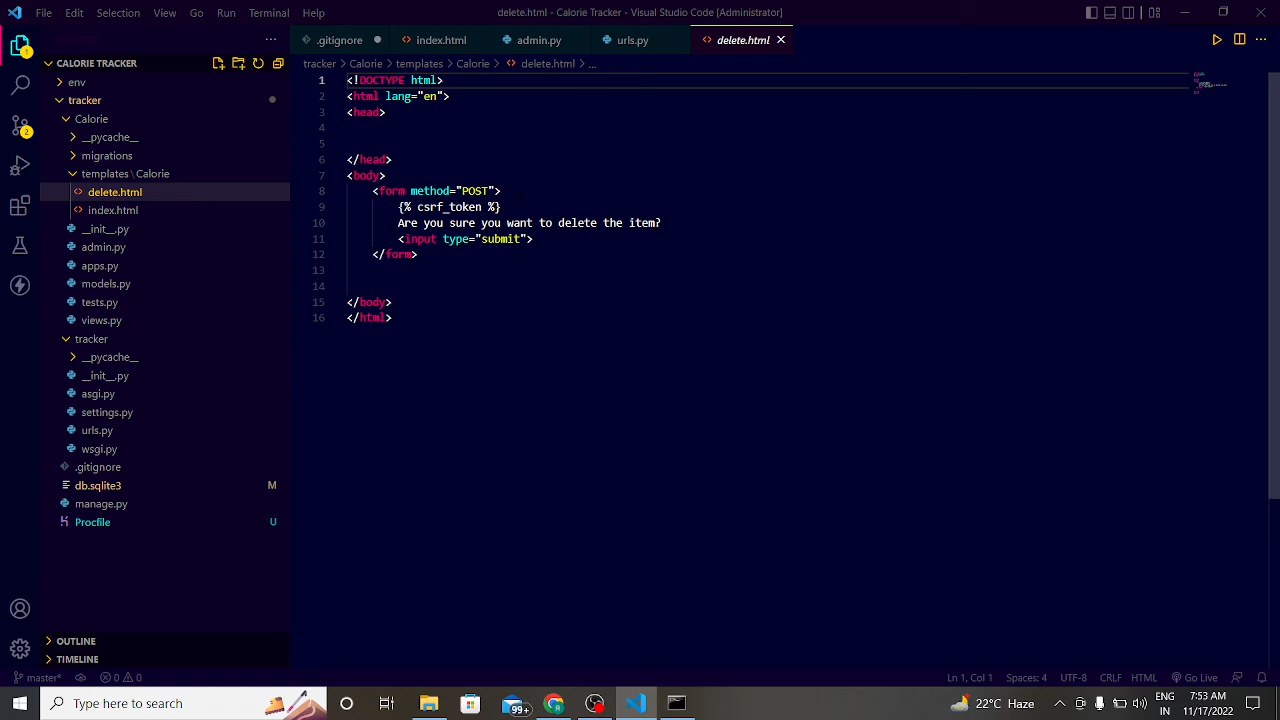 File Edit Selection View Go Run Terminal Help
delete.html - Calorie Tracker - Visual Studio Code [Administrator]
.gitignore
index.html
admin.py
urls.py
delete.html
tracker > Calorie > templates > Calorie > delete.html > ...
CALORIE TRACKER
env
tracker
Calorie
__pycache__
migrations
templates \Calorie
delete.html
index.html
__init__.py
admin.py
apps.py
models.py
tests.py
views.py
tracker
__pycache__
__init__.py
asgi.py
settings.py
urls.py
wsgi.py
.gitignore
db.sqlite3 M
manage.py
Procfile U
OUTLINE
TIMELINE
1 <!DOCTYPE html>
2 <html lang="en">
3 <head>
4
5
6 </head>
7 <body>
8 <form method="POST">
9 {% csrf_token %}
10 Are you sure you want to delete the item?
11 <input type="submit">
12 </form>
13
14
15 </body>
16 </html>
1
2
master* 0 0
Ln 1, Col 1 Spaces: 4 UTF-8 CRLF HTML Go Live
Type here to search
99+
22°C Haze
ENG
IN
7:53 AM
11/17/2022